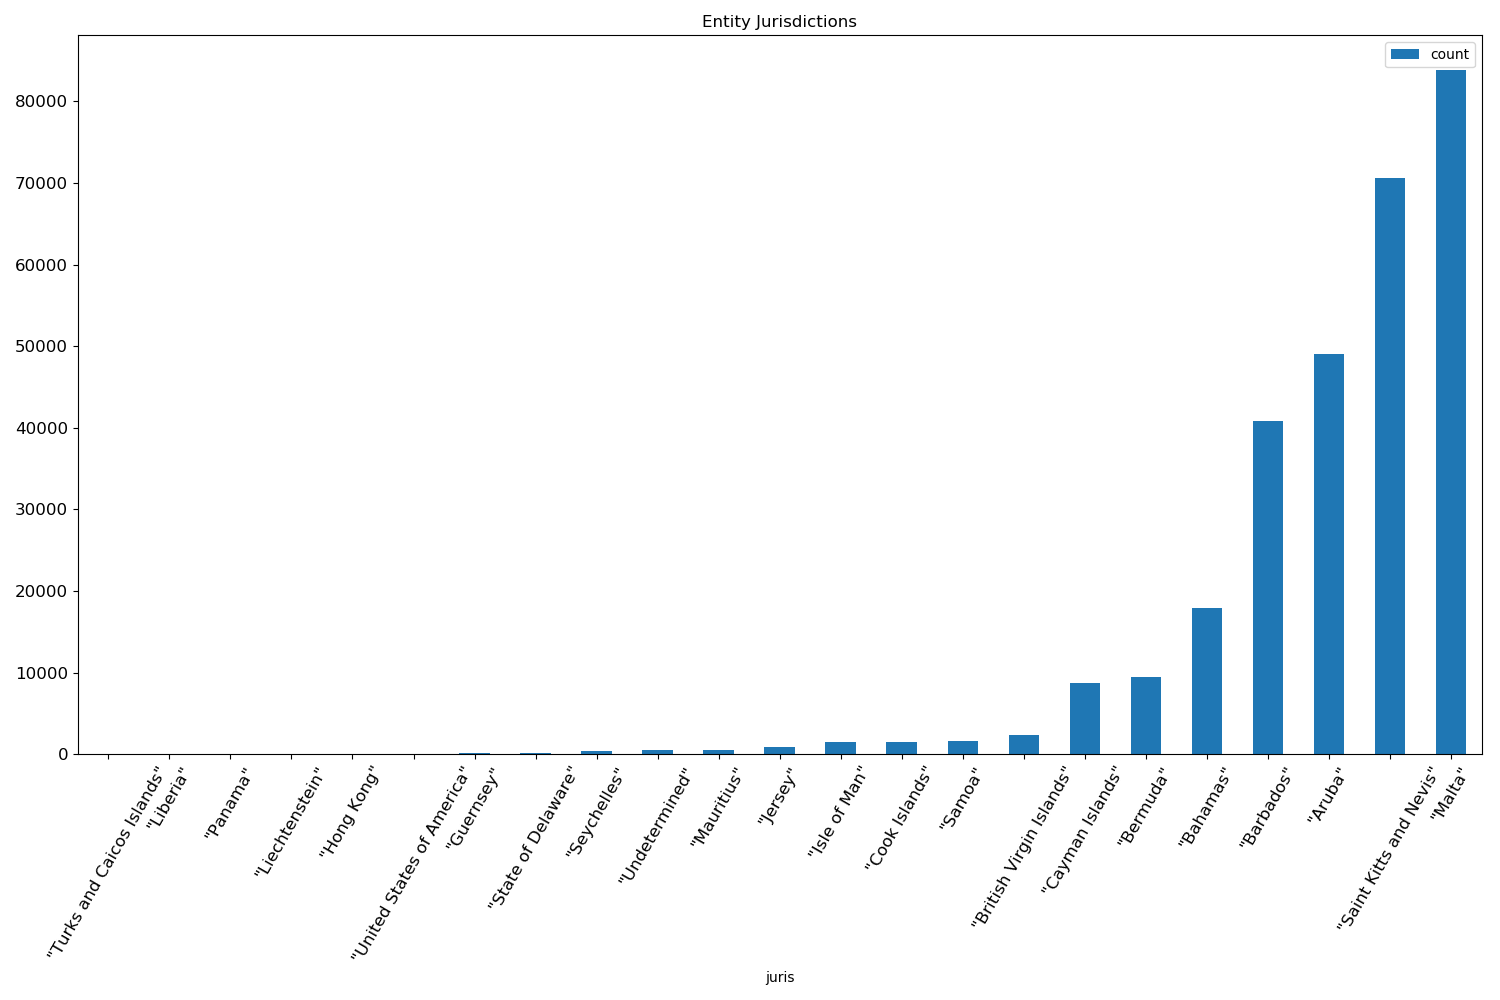 Entity Jurisdictions
count
80000
70000
60000
50000
40000
30000
20000
10000
0
"Turks and Caicos Islands"
"Liberia"
"Panama"
"Liechtenstein"
"Hong Kong"
"United States of America"
"Guernsey"
"State of Delaware"
"Seychelles"
"Undetermined"
"Mauritius"
"Jersey"
"Isle of Man"
"Cook Islands"
"Samoa"
"British Virgin Islands"
"Cayman Islands"
"Bermuda"
"Bahamas"
"Barbados"
"Aruba"
"Saint Kitts and Nevis"
"Malta"
juris